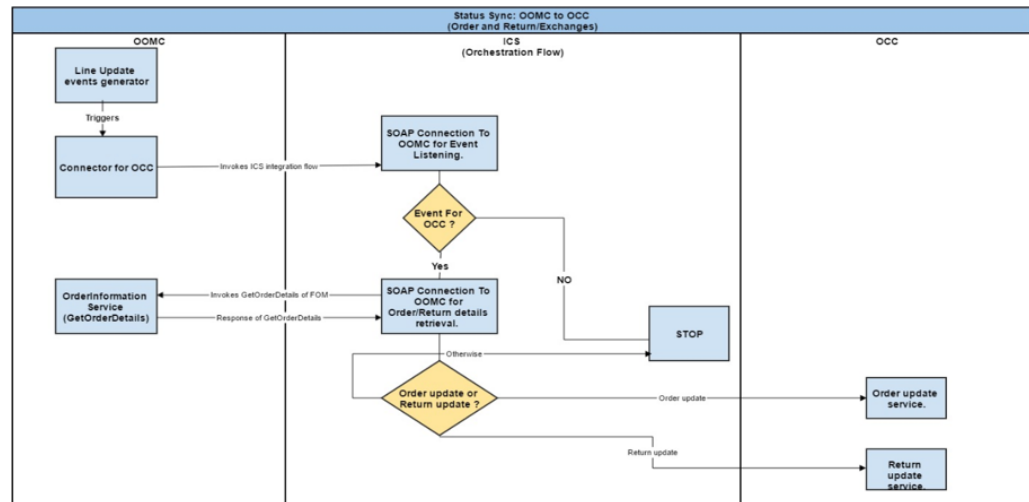 Status Sync: OOMC to OCC
(Order and Return/Exchanges)
OOMC
ICS
(Orchestration Flow)
OCC
Line Update
events generator
Triggers
Connector for OCC
Invokes ICS integration flow
SOAP Connection To
OOMC for Event
Listening.
Event For
OCC ?
Yes
NO
OrderInformation
Service
(GetOrderDetails)
Invokes GetOrderDetails of FOM
Response of GetOrderDetails
SOAP Connection To
OOMC for
Order/Return details
retrieval.
STOP
Otherwise
Order update or
Return update ?
Order update
Order update
service.
Return update
Return
update
service.